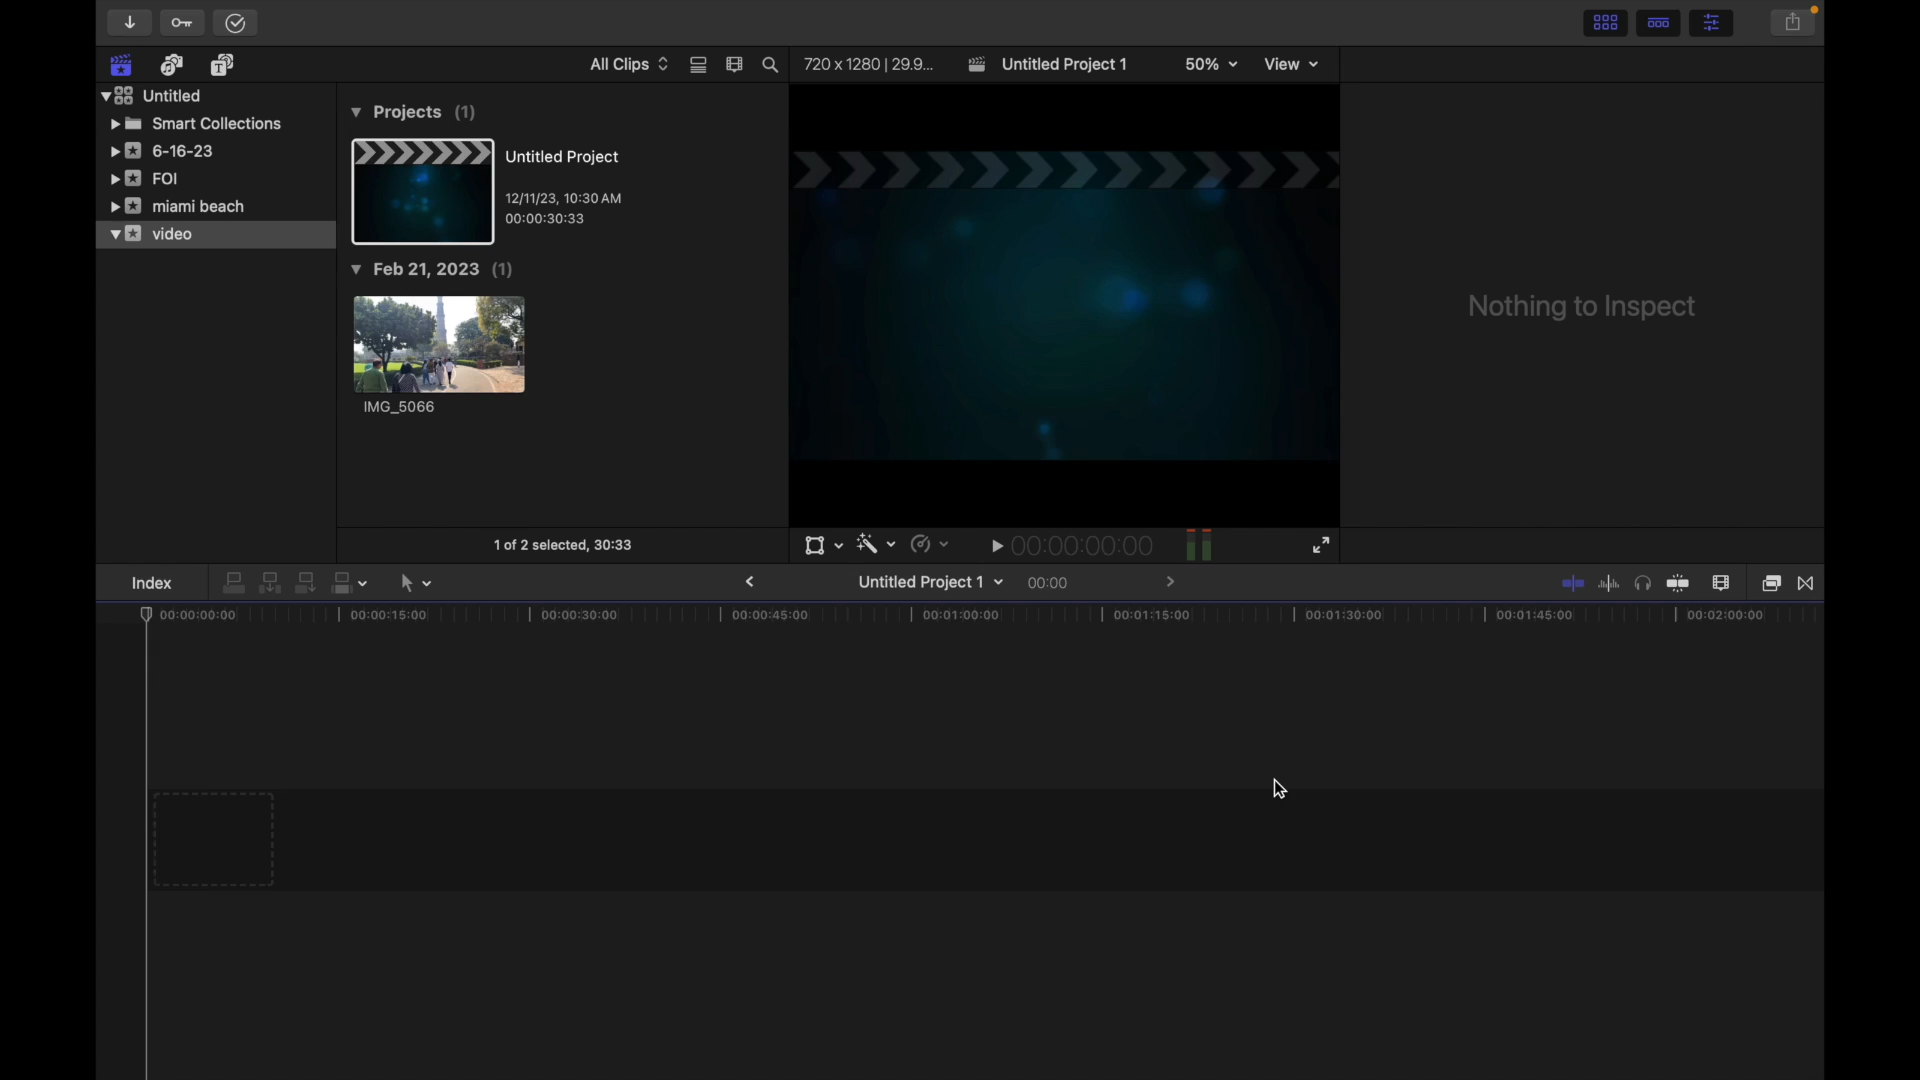 All Clips
720 x 1280 | 29.9...
Untitled Project 1
50%
View
Untitled
Smart Collections
6-16-23
FOI
miami beach
video
Projects (1)
Untitled Project
12/11/23, 10:30 AM
00:00:30:33
Feb 21, 2023 (1)
IMG_5066
Nothing to Inspect
1 of 2 selected, 30:33
00:00:00:00
Index
Untitled Project 1
00:00
00:00:00:00
00:00:15:00
00:00:30:00
00:00:45:00
00:01:00:00
00:01:15:00
00:01:30:00
00:01:45:00
00:02:00:00